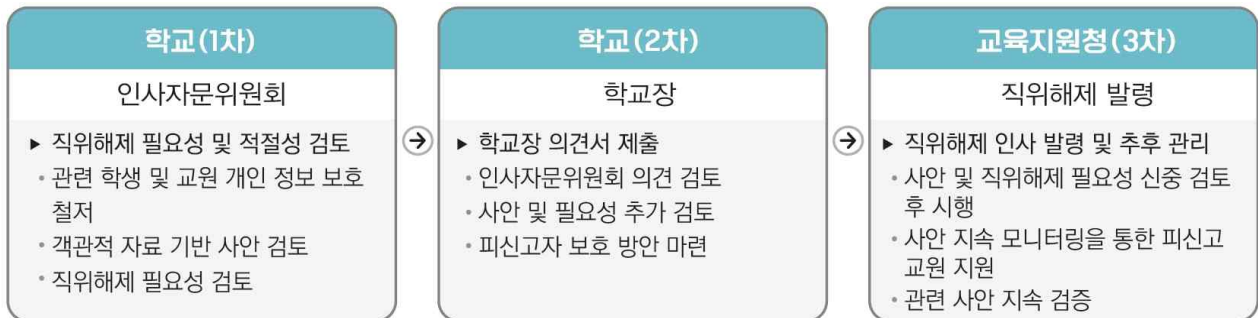 학교(1차)
인사자문위원회
▸ 직위해제 필요성 및 적절성 검토
• 관련 학생 및 교원 개인 정보 보호
철저
• 객관적 자료 기반 사안 검토
• 직위해제 필요성 검토
학교(2차)
학교장
▸ 학교장 의견서 제출
• 인사자문위원회 의견 검토
• 사안 및 필요성 추가 검토
• 피신고자 보호 방안 마련
교육지원청(3차)
직위해제 발령
▸ 직위해제 인사 발령 및 추후 관리
• 사안 및 직위해제 필요성 신중 검토
후 시행
• 사안 지속 모니터링을 통한 피신고
교원 지원
• 관련 사안 지속 검증